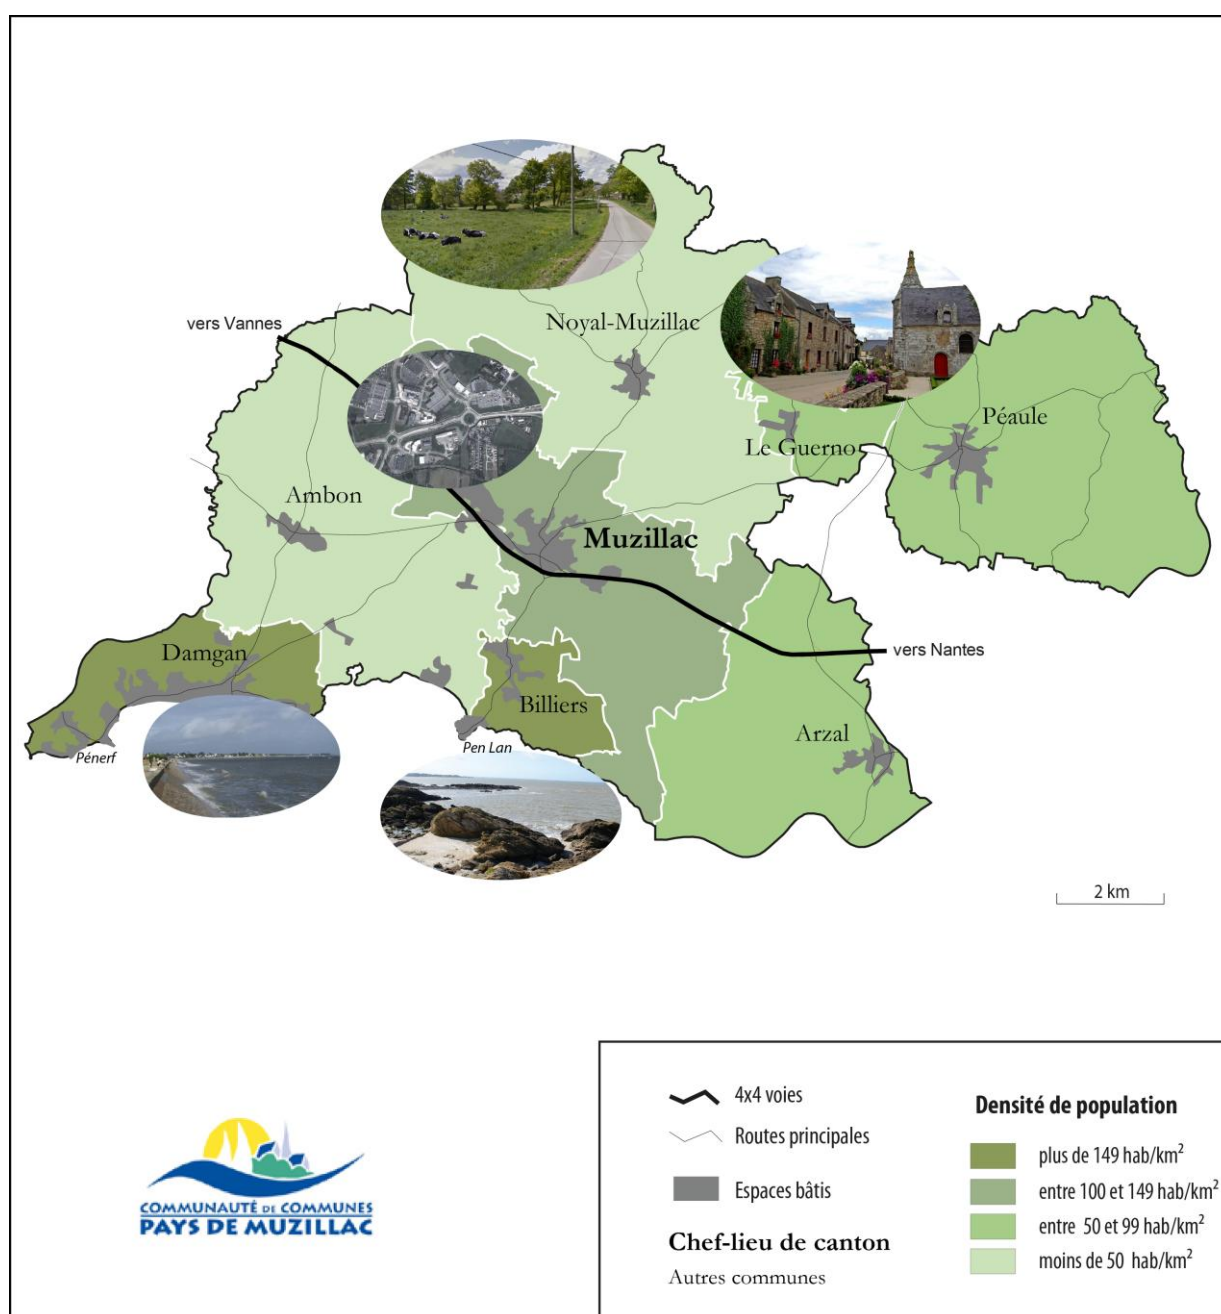 vers Vannes
Noyal-Muzillac
Péaule
Le Guerno
Ambon
Muzillac
vers Nantes
Damgan
Billiers
Arzal
Pénerf
Pen Lan
2 km
4x4 voies
Routes principales
Espaces bâtis
Chef-lieu de canton
Autres communes
Densité de population
plus de 149 hab/km²
entre 100 et 149 hab/km²
entre 50 et 99 hab/km²
moins de 50 hab/km²
COMMUNAUTÉ DE COMMUNES
PAYS DE MUZILLAC